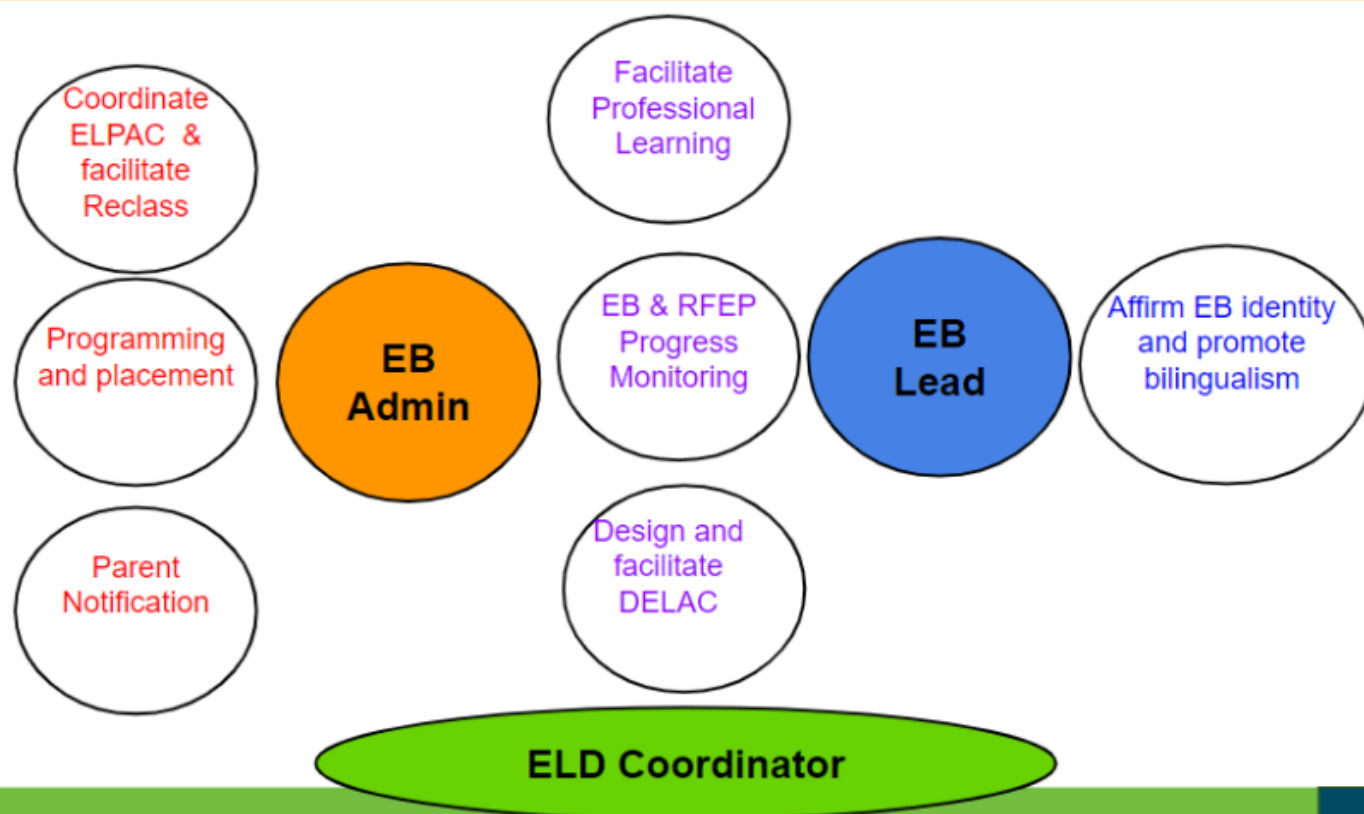 Coordinate
ELPAC &
facilitate
Reclass
Programming
and placement
Parent
Notification
EB
Admin
Facilitate
Professional
Learning
EB & RFEP
Progress
Monitoring
Design and
facilitate
DELAC
EB
Lead
Affirm EB identity
and promote
bilingualism
ELD Coordinator